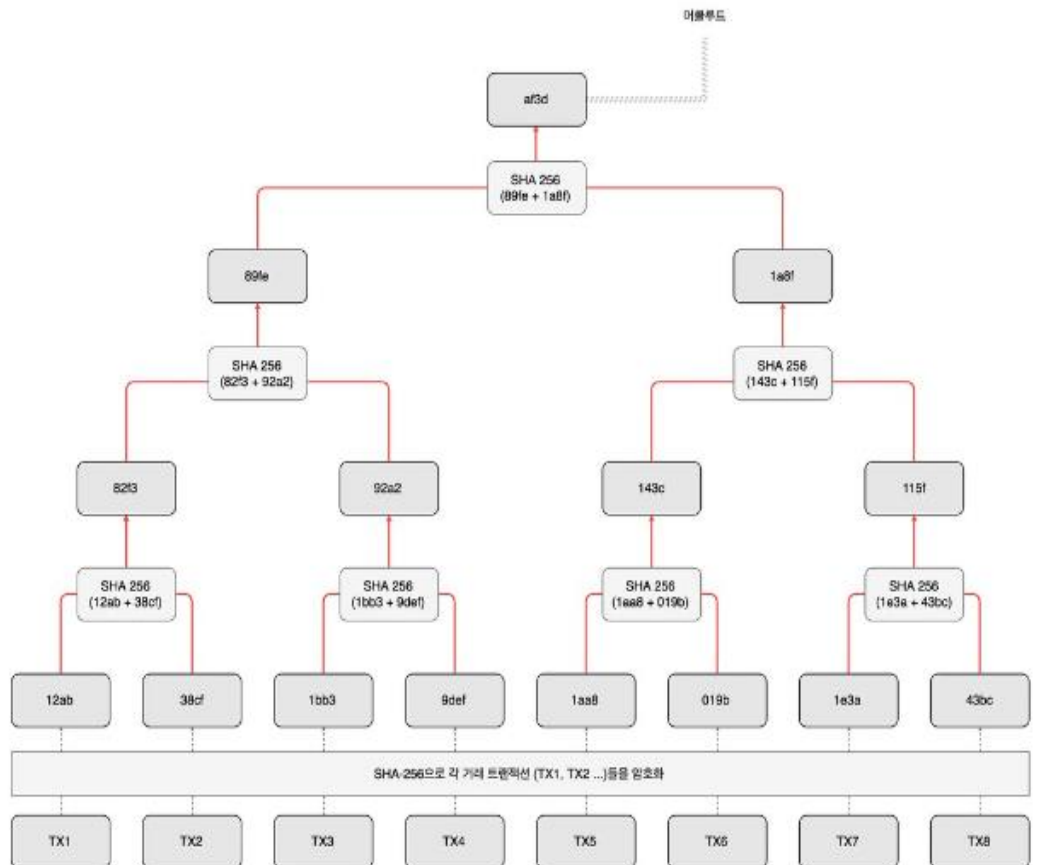 머클루트
af3d
SHA 256
(89fe + 1a8f)
89fe
1a8f
SHA 256
(82f3 + 92a2)
SHA 256
(143c + 115f)
82f3
92a2
143c
115f
SHA 256
(12ab + 38cf)
SHA 256
(1bb3 + 9def)
SHA 256
(1aa8 + 019b)
SHA 256
(1e3a + 43bc)
12ab
38cf
1bb3
9def
1aa8
019b
1e3a
43bc
SHA-256으로 각 거래 트랜잭션 (TX1, TX2 ...)들을 암호화
TX1
TX2
TX3
TX4
TX5
TX6
TX7
TX8